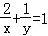 2/x + 1/y = 1